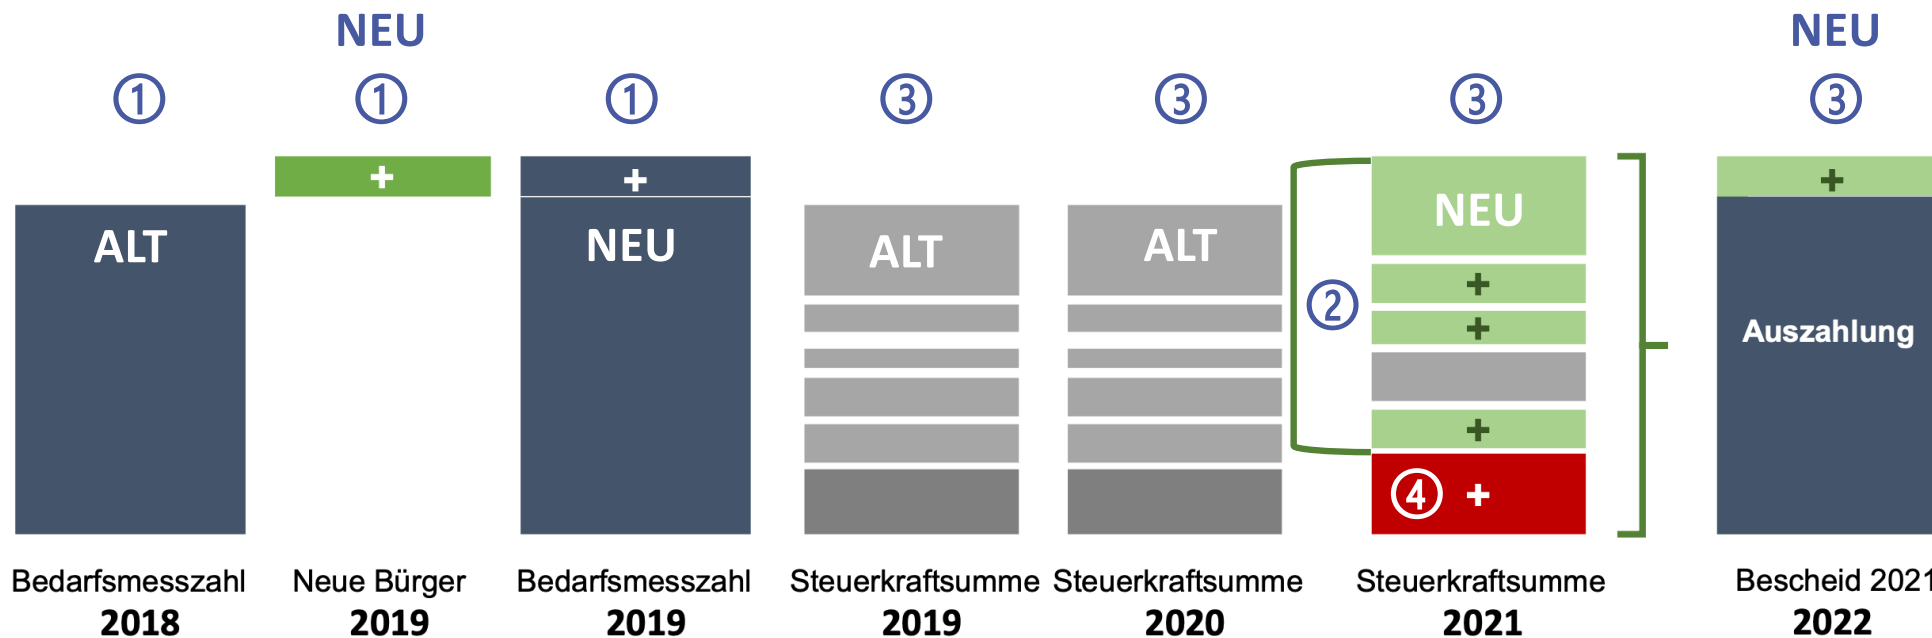 NEU NEU
① ① ① ③ ③ ③ ③
+ + +
ALT NEU ALT ALT NEU
+
② +
Auszahlung
+
④ +
Bedarfsmesszahl Neue Bürger Bedarfsmesszahl Steuerkraftsumme Steuerkraftsumme Steuerkraftsumme Bescheid 2021
2018 2019 2019 2019 2020 2021 2022